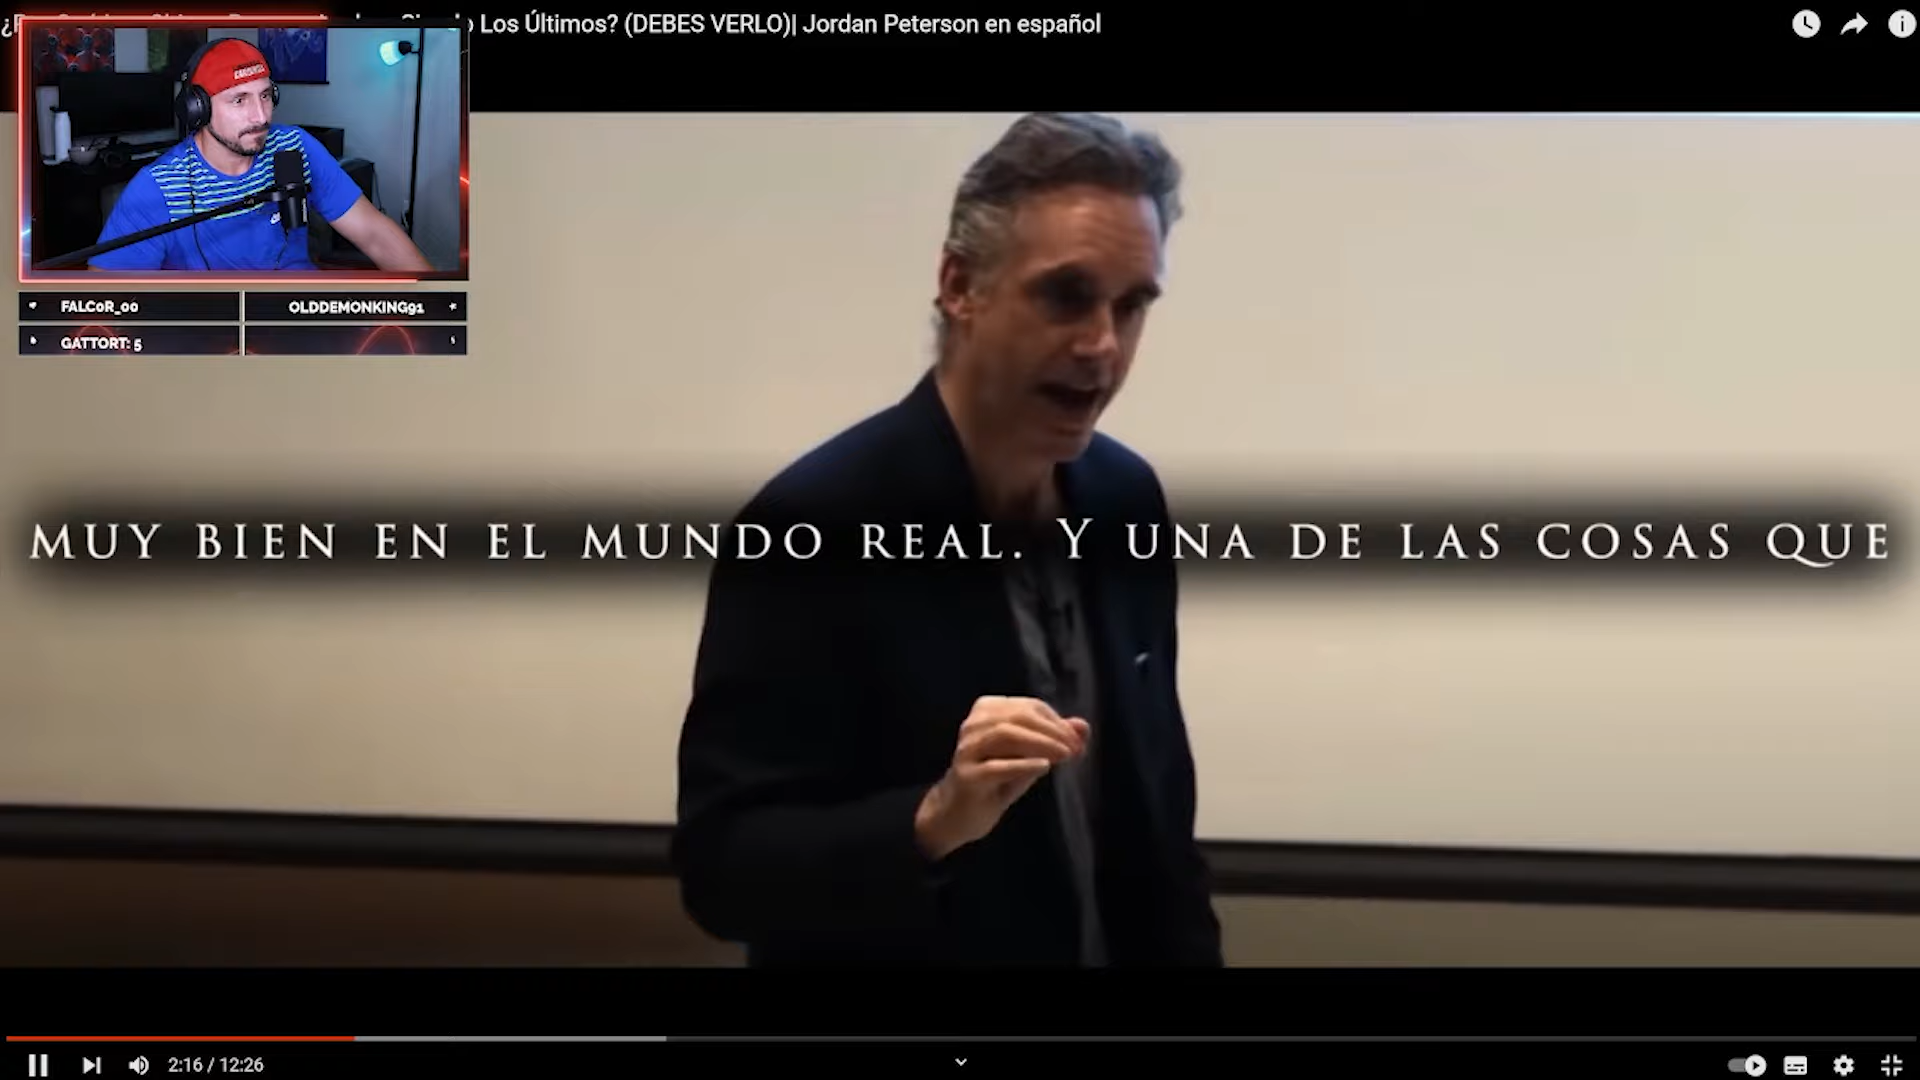 Los Últimos? (DEBES VERLO)| Jordan Peterson en español
FALC0R_00
OLDDEMONKING91
GATTORT: 5
MUY BIEN EN EL MUNDO REAL. Y UNA DE LAS COSAS QUE
2:16 / 12:26